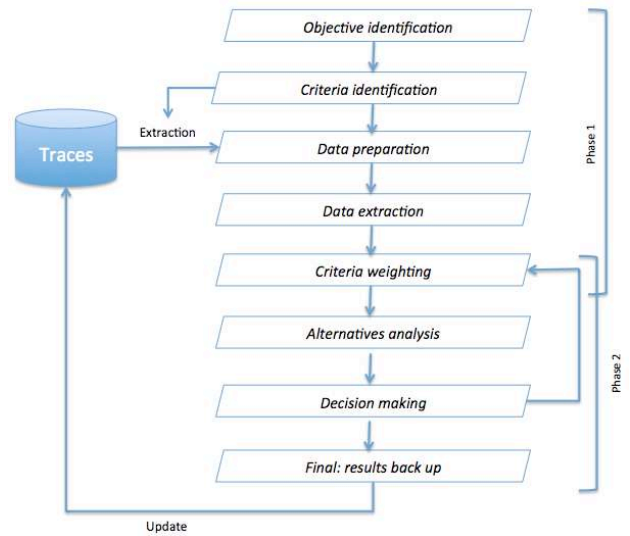 Objective identification
Criteria identification
Extraction
Traces
Data preparation
Data extraction
Criteria weighting
Alternatives analysis
Decision making
Final: results back up
Update
Phase 1
Phase 2